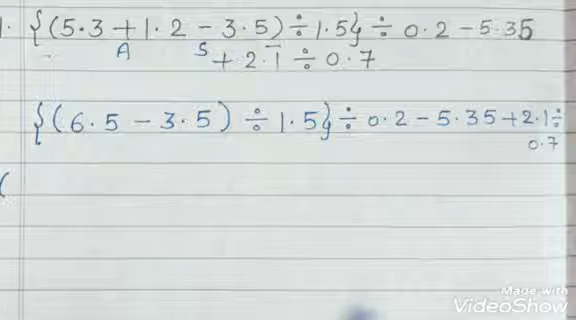 1. {(5.3 + 1.2 - 3.5) ÷ 1.5} ÷ 0.2 - 5.35
A S
+ 2.1 ÷ 0.7
{(6.5 - 3.5) ÷ 1.5} ÷ 0.2 - 5.35 + 2.1 ÷
0.7
(
Made with
VideoShow